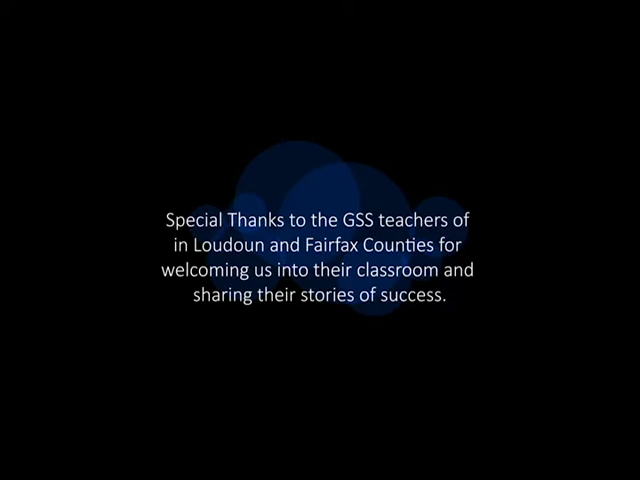 Special Thanks to the GSS teachers of
in Loudoun and Fairfax Counties for
welcoming us into their classroom and
sharing their stories of success.